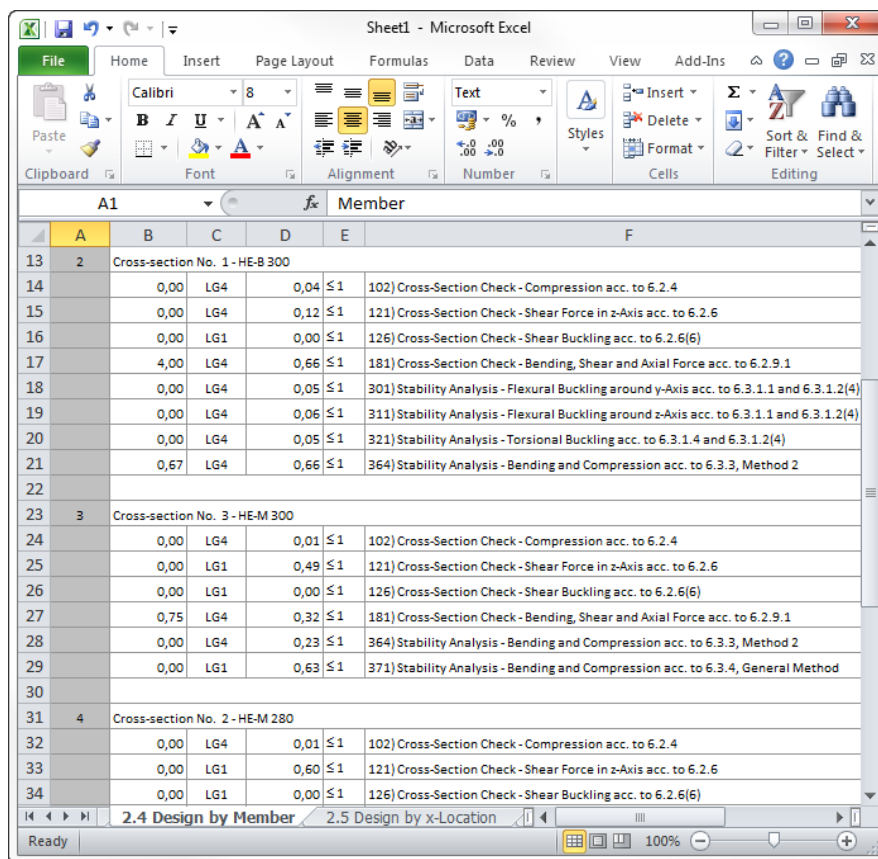 Sheet1 - Microsoft Excel
File Home Insert Page Layout Formulas Data Review View Add-Ins
Paste
Calibri 8
B I U A A
Text
% ,
Styles
Insert
Delete
Format
Σ
Sort & Filter
Find & Select
Clipboard Font Alignment Number Cells Editing
A1 fx Member
A B C D E F
13 2 Cross-section No. 1 - HE-B 300
14 0,00 LG4 0,04 ≤ 1 102) Cross-Section Check - Compression acc. to 6.2.4
15 0,00 LG4 0,12 ≤ 1 121) Cross-Section Check - Shear Force in z-Axis acc. to 6.2.6
16 0,00 LG1 0,00 ≤ 1 126) Cross-Section Check - Shear Buckling acc. to 6.2.6(6)
17 4,00 LG4 0,66 ≤ 1 181) Cross-Section Check - Bending, Shear and Axial Force acc. to 6.2.9.1
18 0,00 LG4 0,05 ≤ 1 301) Stability Analysis - Flexural Buckling around y-Axis acc. to 6.3.1.1 and 6.3.1.2(4)
19 0,00 LG4 0,06 ≤ 1 311) Stability Analysis - Flexural Buckling around z-Axis acc. to 6.3.1.1 and 6.3.1.2(4)
20 0,00 LG4 0,05 ≤ 1 321) Stability Analysis - Torsional Buckling acc. to 6.3.1.4 and 6.3.1.2(4)
21 0,67 LG4 0,66 ≤ 1 364) Stability Analysis - Bending and Compression acc. to 6.3.3, Method 2
22
23 3 Cross-section No. 3 - HE-M 300
24 0,00 LG4 0,01 ≤ 1 102) Cross-Section Check - Compression acc. to 6.2.4
25 0,00 LG1 0,49 ≤ 1 121) Cross-Section Check - Shear Force in z-Axis acc. to 6.2.6
26 0,00 LG1 0,00 ≤ 1 126) Cross-Section Check - Shear Buckling acc. to 6.2.6(6)
27 0,75 LG4 0,32 ≤ 1 181) Cross-Section Check - Bending, Shear and Axial Force acc. to 6.2.9.1
28 0,00 LG4 0,23 ≤ 1 364) Stability Analysis - Bending and Compression acc. to 6.3.3, Method 2
29 0,00 LG1 0,63 ≤ 1 371) Stability Analysis - Bending and Compression acc. to 6.3.4, General Method
30
31 4 Cross-section No. 2 - HE-M 280
32 0,00 LG4 0,01 ≤ 1 102) Cross-Section Check - Compression acc. to 6.2.4
33 0,00 LG1 0,60 ≤ 1 121) Cross-Section Check - Shear Force in z-Axis acc. to 6.2.6
34 0,00 LG1 0,00 ≤ 1 126) Cross-Section Check - Shear Buckling acc. to 6.2.6(6)
2.4 Design by Member 2.5 Design by x-Location
Ready 100%